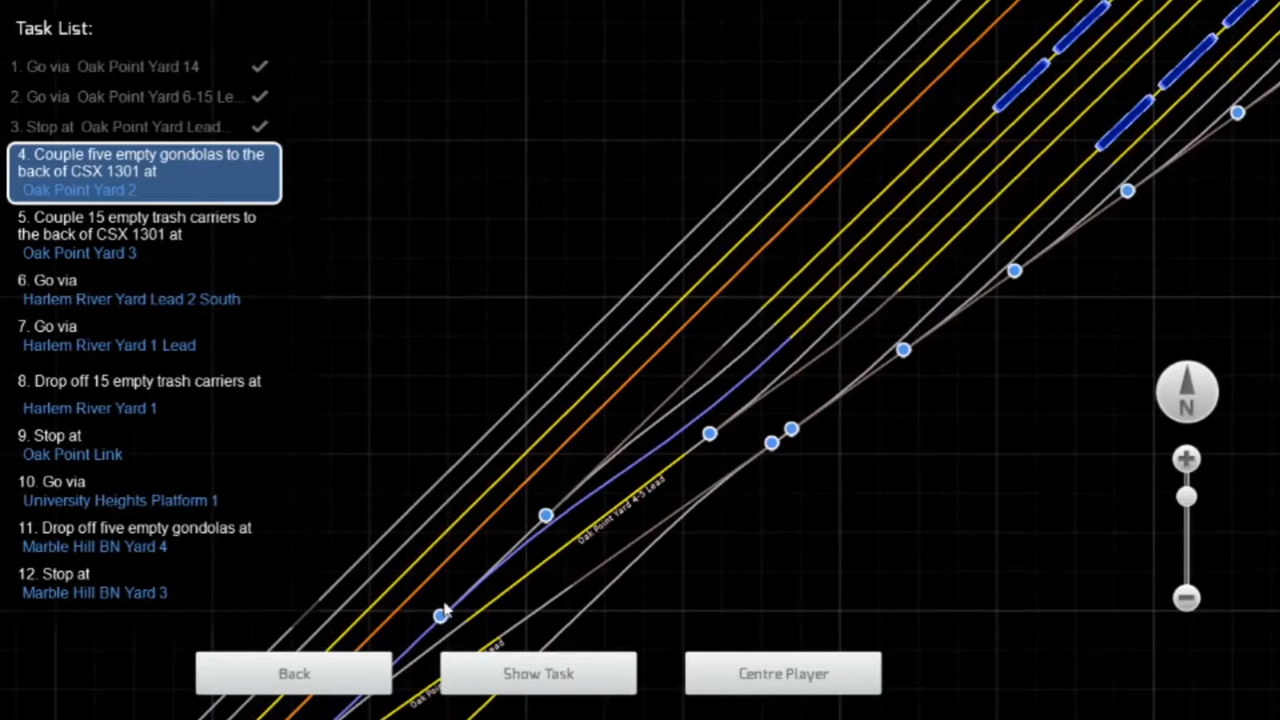 Task List:
1. Go via Oak Point Yard 14
2. Go via Oak Point Yard 6-15 Le...
3. Stop at Oak Point Yard Lead...
4. Couple five empty gondolas to the
back of CSX 1301 at
Oak Point Yard 2
5. Couple 15 empty trash carriers to
the back of CSX 1301 at
Oak Point Yard 3
6. Go via
Harlem River Yard Lead 2 South
7. Go via
Harlem River Yard 1 Lead
8. Drop off 15 empty trash carriers at
Harlem River Yard 1
9. Stop at
Oak Point Link
10. Go via
University Heights Platform 1
11. Drop off five empty gondolas at
Marble Hill BN Yard 4
12. Stop at
Marble Hill BN Yard 3
Oak Point Yard 4-5 Lead
N
Back
Show Task
Centre Player